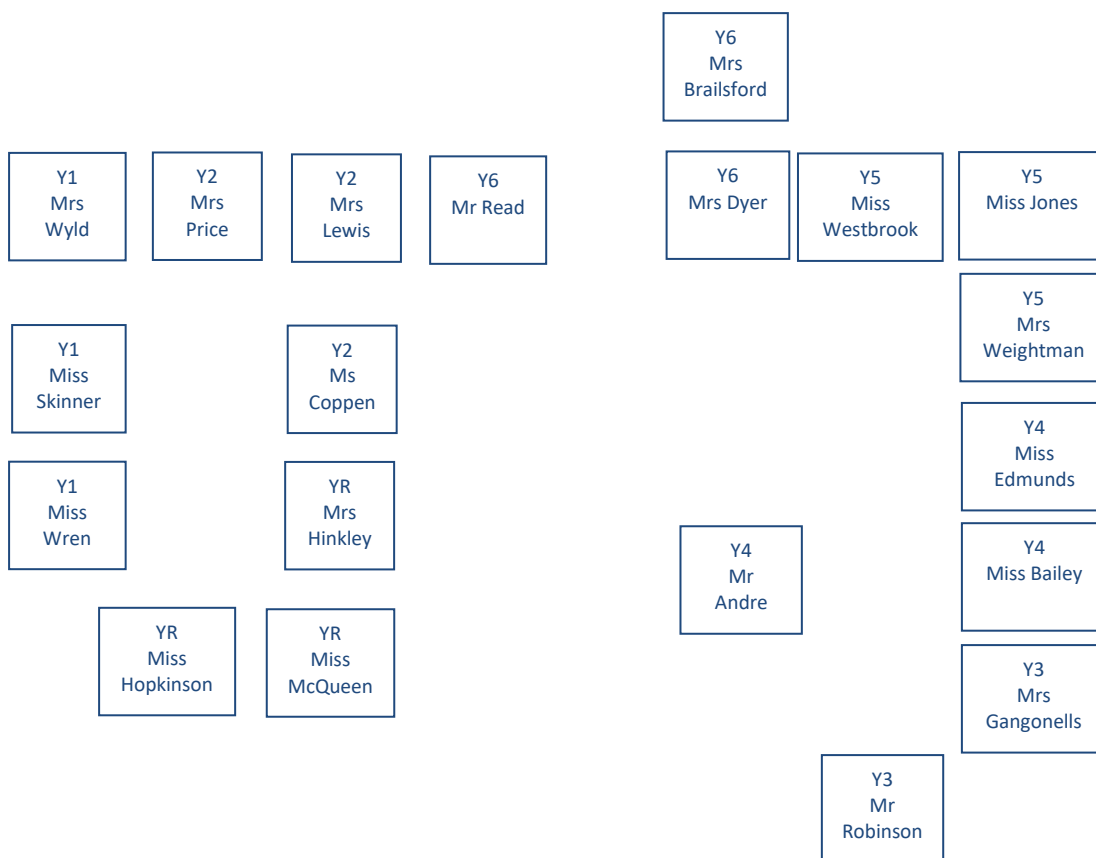 Y6
Mrs
Brailsford
Y1
Mrs
Wyld
Y2
Mrs
Price
Y2
Mrs
Lewis
Y6
Mr Read
Y6
Mrs Dyer
Y5
Miss
Westbrook
Y5
Miss Jones
Y5
Mrs
Weightman
Y1
Miss
Skinner
Y2
Ms
Coppen
Y4
Miss
Edmunds
Y1
Miss
Wren
YR
Mrs
Hinkley
Y4
Mr
Andre
Y4
Miss Bailey
YR
Miss
Hopkinson
YR
Miss
McQueen
Y3
Mrs
Gangonells
Y3
Mr
Robinson